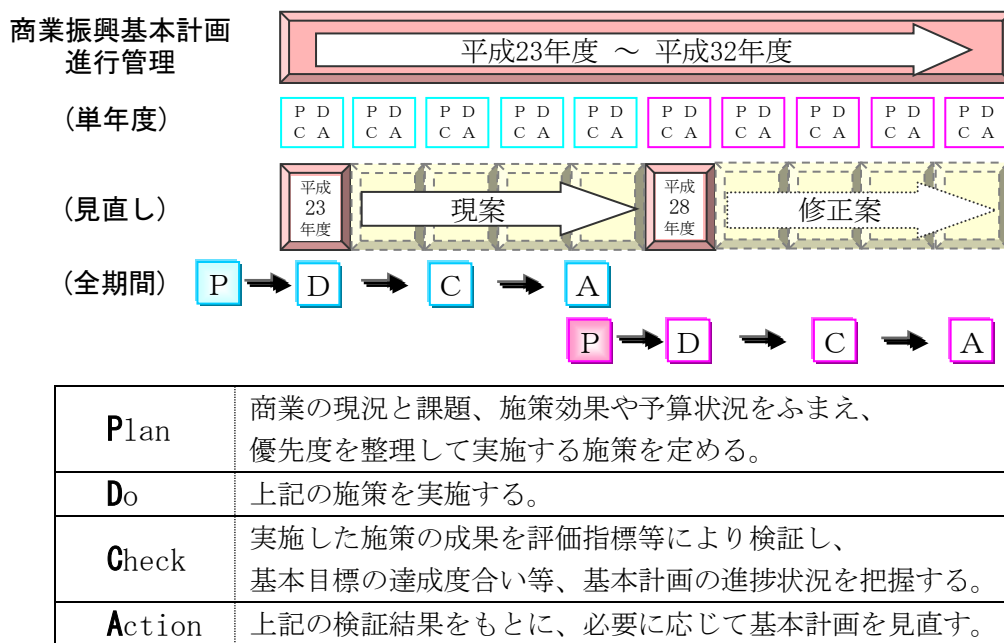 商業振興基本計画
進行管理
平成23年度 ～ 平成32年度
(単年度)
P D P D P D P D P D P D P D P D P D P D
C A C A C A C A C A C A C A C A C A C A
(見直し)
平成
23
年度
現案
平成
28
年度
修正案
(全期間) P D C A
P D C A
Plan
商業の現況と課題、施策効果や予算状況をふまえ、
優先度を整理して実施する施策を定める。
Do
上記の施策を実施する。
Check
実施した施策の成果を評価指標等により検証し、
基本目標の達成度合い等、基本計画の進捗状況を把握する。
Action
上記の検証結果をもとに、必要に応じて基本計画を見直す。